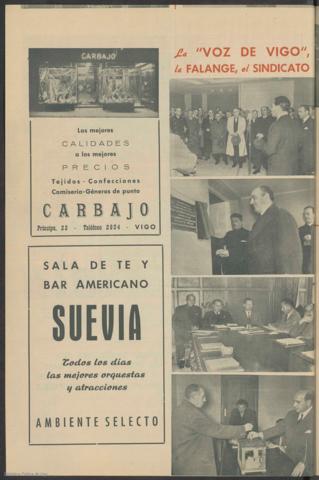 CARBAJO
Las mejores
CALIDADES
a los mejores
PRECIOS
Tejidos - Confecciones
Camisería-Géneros de punto
CARBAJO
Príncipe, 22 - Teléfono 2024 - VIGO
SALA DE TE Y
BAR AMERICANO
SUEVIA
Todos los días
las mejores orquestas
y atracciones
AMBIENTE SELECTO
La "VOZ DE VIGO",
la FALANGE, el SINDICATO